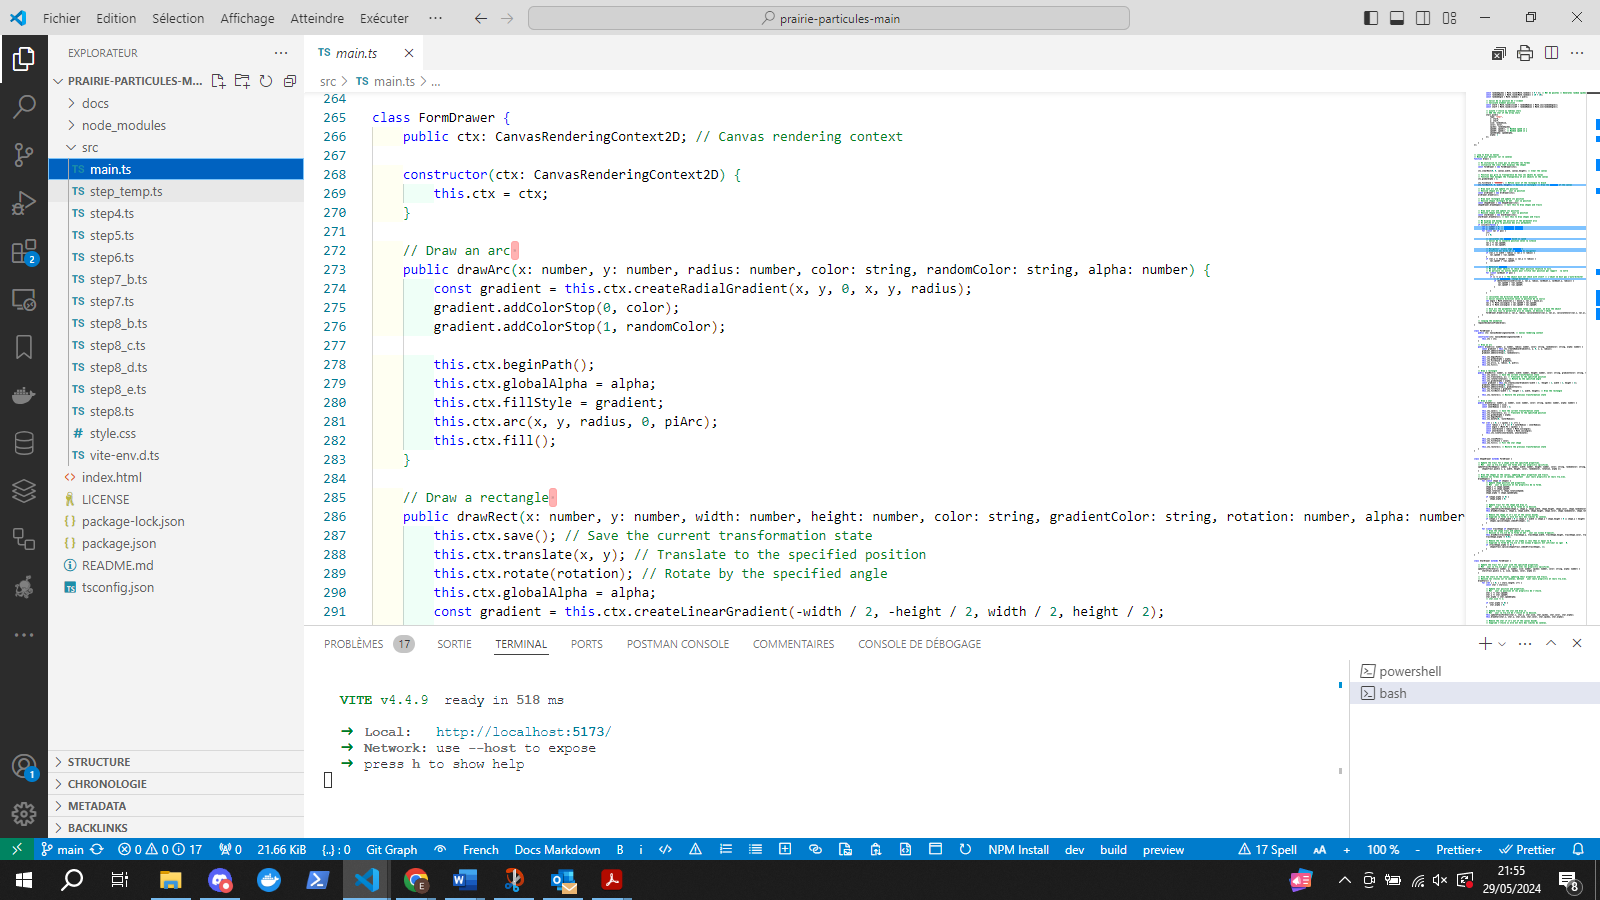 Fichier Edition Sélection Affichage Atteindre Exécuter ··· prairie-particules-main
EXPLORATEUR
PRAIRIE-PARTICULES-M...
docs
node_modules
src
TS main.ts
TS step_temp.ts
TS step4.ts
TS step5.ts
TS step6.ts
TS step7_b.ts
TS step7.ts
TS step8_b.ts
TS step8_c.ts
TS step8_d.ts
TS step8_e.ts
TS step8.ts
# style.css
TS vite-env.d.ts
<> index.html
LICENSE
{} package-lock.json
{} package.json
README.md
TS tsconfig.json
STRUCTURE
CHRONOLOGIE
METADATA
BACKLINKS
2
1
TS main.ts
src > TS main.ts > ...
264
265 class FormDrawer {
266 public ctx: CanvasRenderingContext2D; // Canvas rendering context
267
268 constructor(ctx: CanvasRenderingContext2D) {
269 this.ctx = ctx;
270 }
271
272 // Draw an arc
273 public drawArc(x: number, y: number, radius: number, color: string, randomColor: string, alpha: number) {
274 const gradient = this.ctx.createRadialGradient(x, y, 0, x, y, radius);
275 gradient.addColorStop(0, color);
276 gradient.addColorStop(1, randomColor);
277
278 this.ctx.beginPath();
279 this.ctx.globalAlpha = alpha;
280 this.ctx.fillStyle = gradient;
281 this.ctx.arc(x, y, radius, 0, piArc);
282 this.ctx.fill();
283 }
284
285 // Draw a rectangle
286 public drawRect(x: number, y: number, width: number, height: number, color: string, gradientColor: string, rotation: number, alpha: number
287 this.ctx.save(); // Save the current transformation state
288 this.ctx.translate(x, y); // Translate to the specified position
289 this.ctx.rotate(rotation); // Rotate by the specified angle
290 this.ctx.globalAlpha = alpha;
291 const gradient = this.ctx.createLinearGradient(-width / 2, -height / 2, width / 2, height / 2);
PROBLÈMES 17 SORTIE TERMINAL PORTS POSTMAN CONSOLE COMMENTAIRES CONSOLE DE DÉBOGAGE
VITE v4.4.9 ready in 518 ms
➜ Local: http://localhost:5173/
➜ Network: use --host to expose
➜ press h to show help
powershell
bash
main 0 0 17 0 21.66 KiB {..} : 0 Git Graph French Docs Markdown B i NPM Install dev build preview 17 Spell AA + 100 % - Prettier+ Prettier
21:55
29/05/2024
8